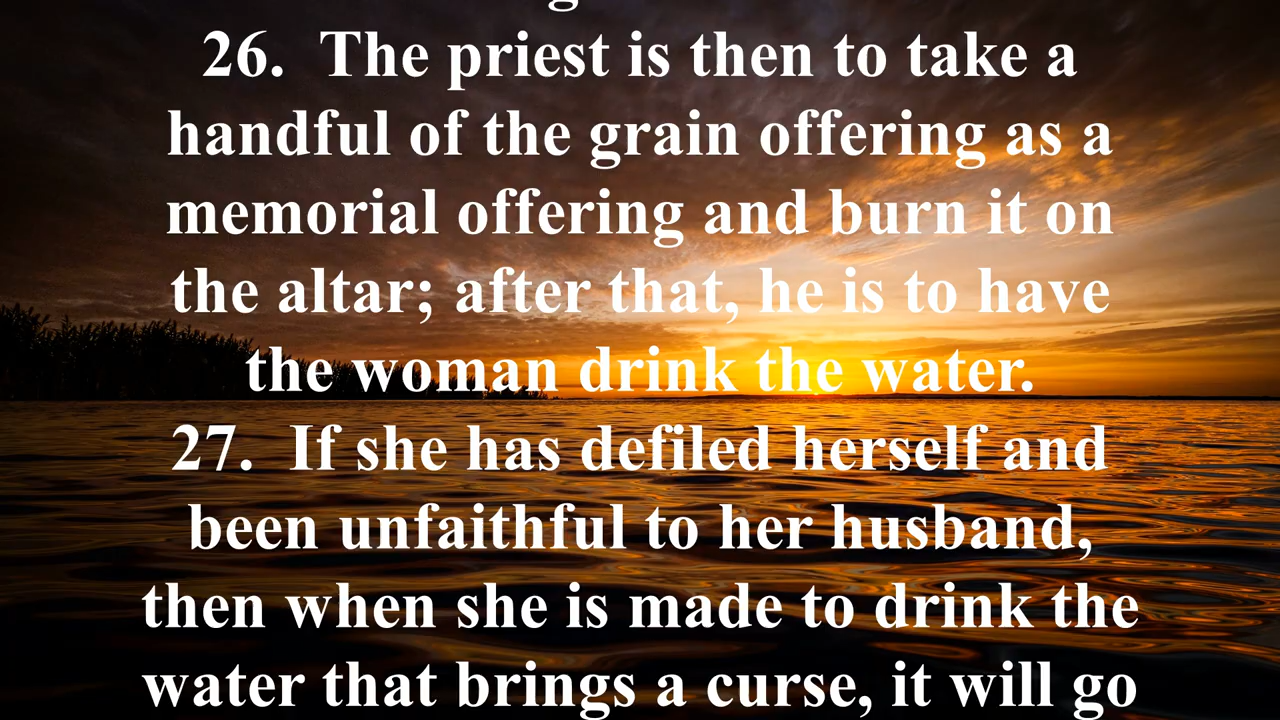 26.  The priest is then to take a
handful of the grain offering as a
memorial offering and burn it on
the altar; after that, he is to have
the woman drink the water.
27.  If she has defiled herself and
been unfaithful to her husband,
then when she is made to drink the
water that brings a curse, it will go